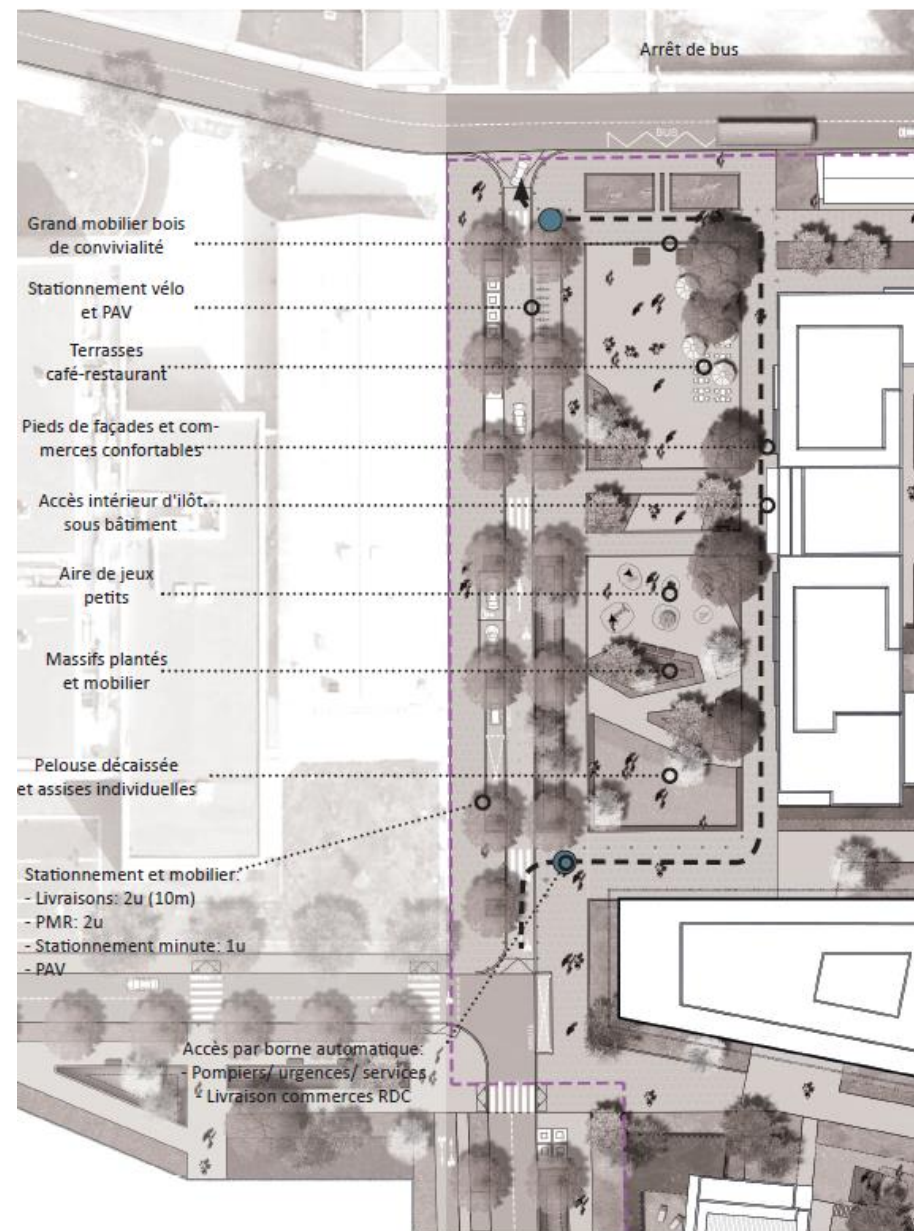 Arrêt de bus
BUS
Grand mobilier bois
de convivialité
Stationnement vélo
et PAV
Terrasses
café-restaurant
Pieds de façades et com-
merces confortables
Accès intérieur d'ilôt
sous bâtiment
Aire de jeux
petits
Massifs plantés
et mobilier
Pelouse décaissée
et assises individuelles
Stationnement et mobilier:
- Livraisons: 2u (10m)
- PMR: 2u
- Stationnement minute: 1u
- PAV
Accès par borne automatique:
- Pompiers/ urgences/ services
- Livraison commerces RDC